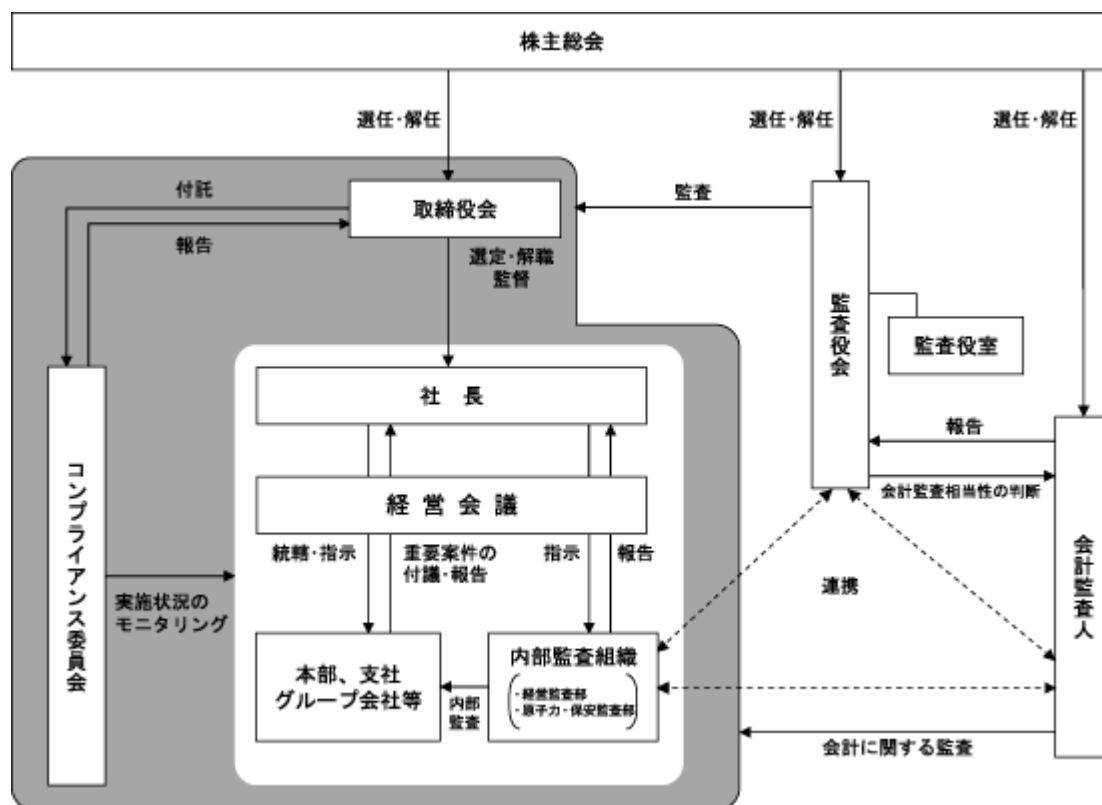 株主総会
選任・解任
選任・解任
選任・解任
付託
取締役会
監査
報告
選定・解職
監督
監査役会
監査役室
社　長
報告
会計監査相当性の判断
コンプライアンス委員会
経 営 会 議
統轄・指示
重要案件の
付議・報告
指示
報告
連携
会計監査人
実施状況の
モニタリング
本部、支社
グループ会社等
内部
監査
内部監査組織
・経営監査部
・原子力・保安監査部
会計に関する監査